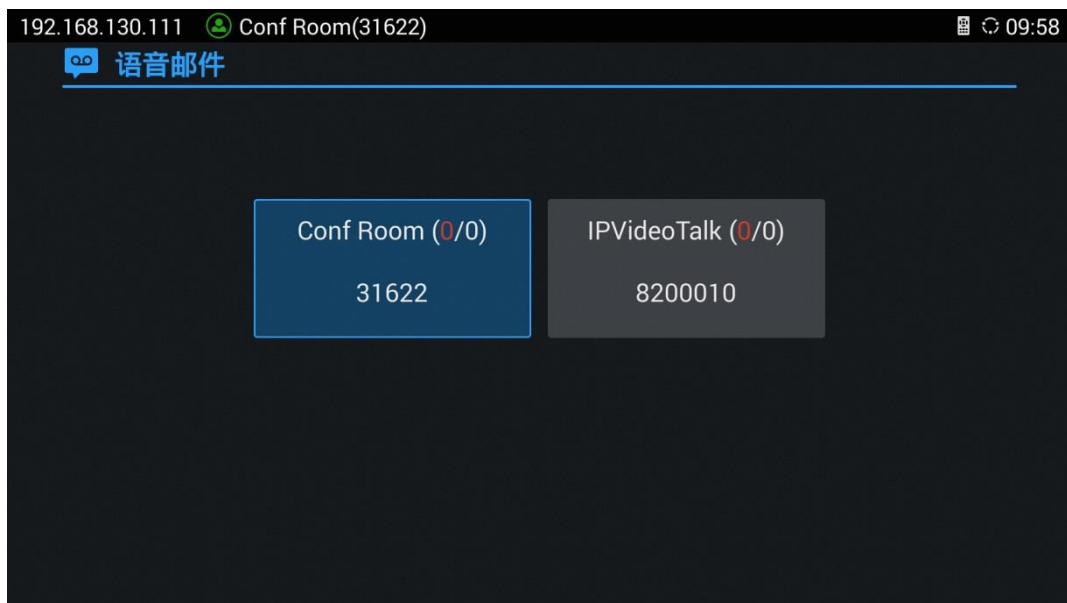 192.168.130.111 Conf Room(31622) 09:58
语音邮件
Conf Room (0/0) IPVideoTalk (0/0)
31622 8200010